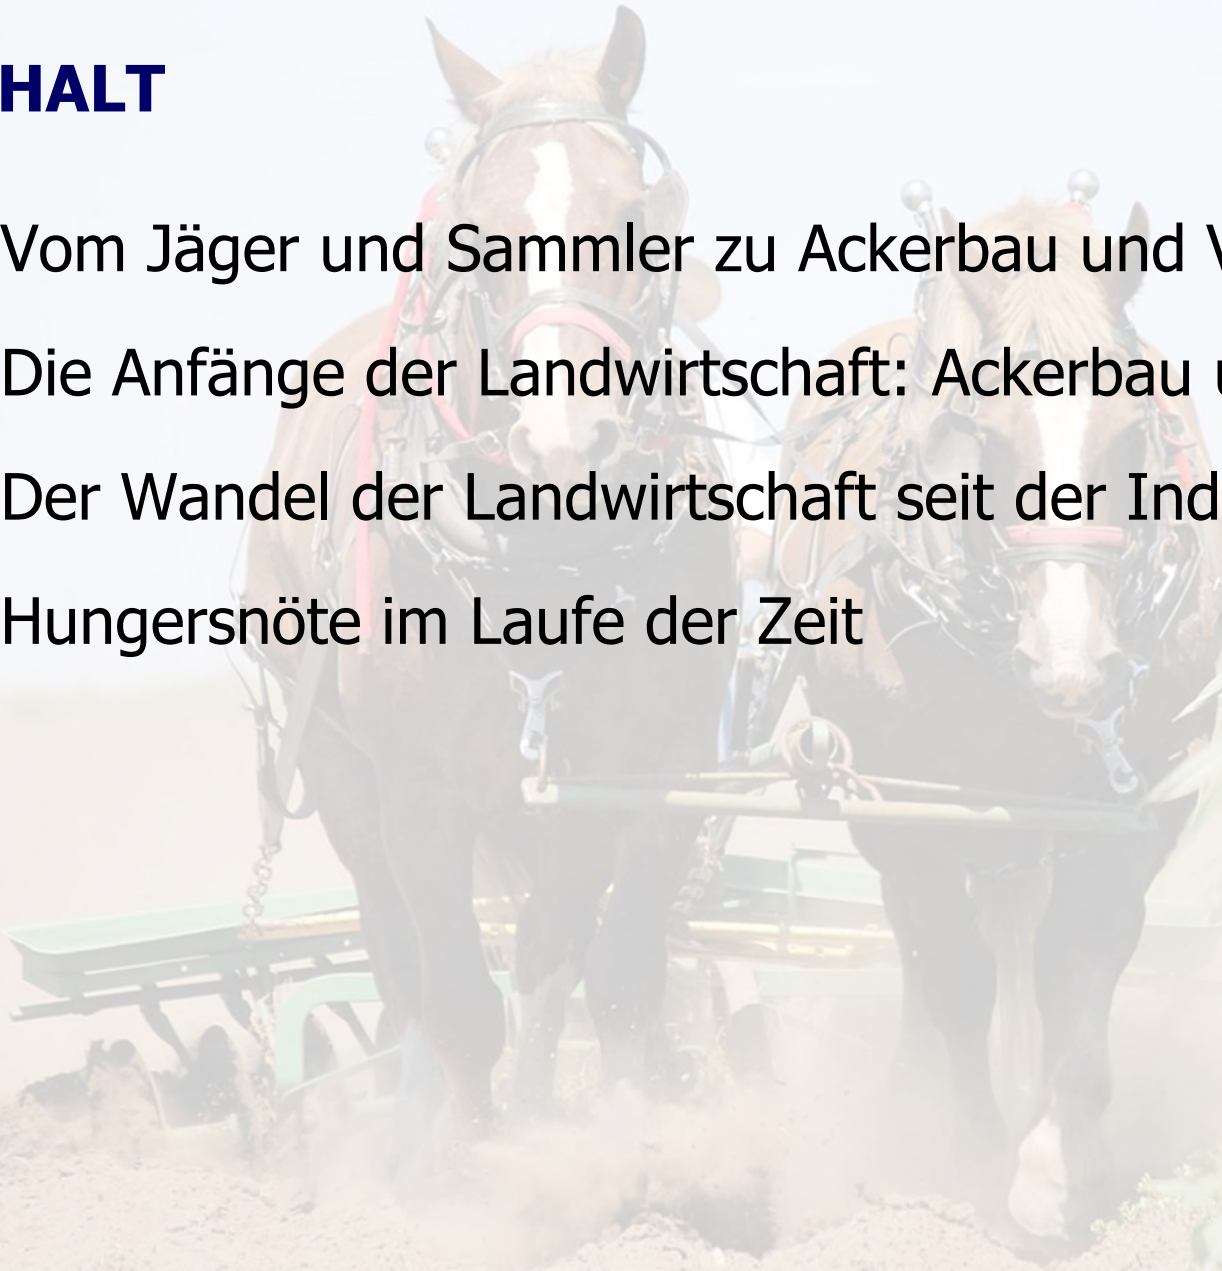 HALT
Vom Jäger und Sammler zu Ackerbau und V
Die Anfänge der Landwirtschaft: Ackerbau u
Der Wandel der Landwirtschaft seit der Ind
Hungersnöte im Laufe der Zeit